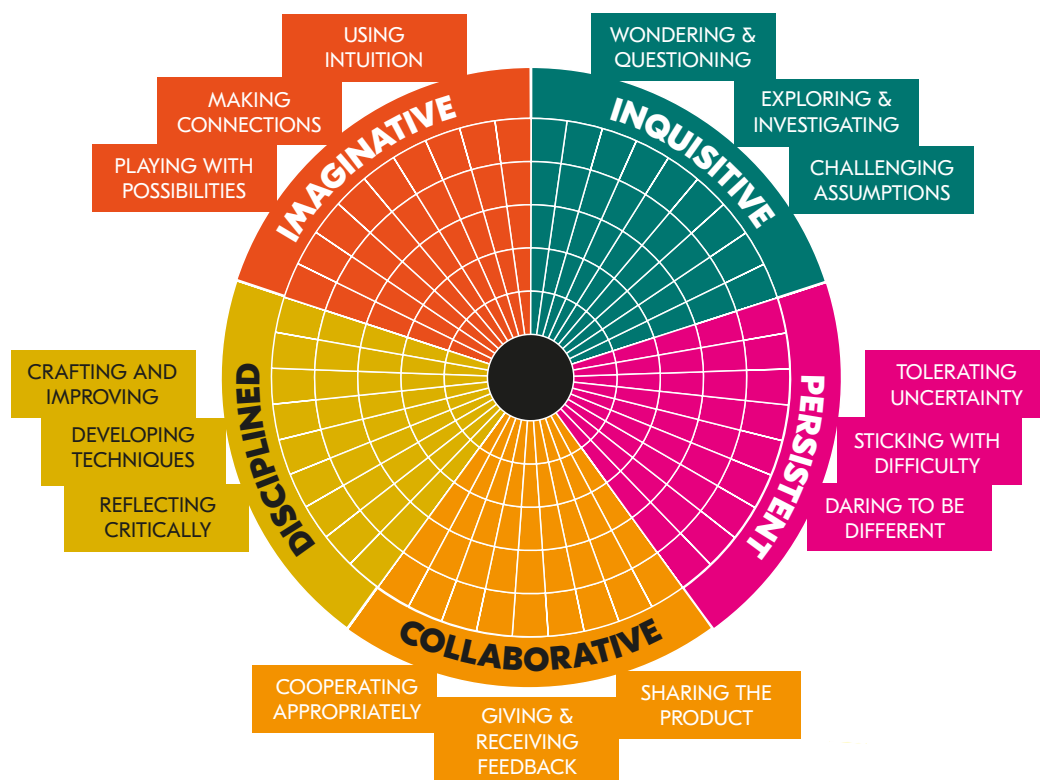 USING
INTUITION
MAKING
CONNECTIONS
PLAYING WITH
POSSIBILITIES
IMAGINATIVE
WONDERING &
QUESTIONING
EXPLORING &
INVESTIGATING
CHALLENGING
ASSUMPTIONS
INQUISITIVE
TOLERATING
UNCERTAINTY
STICKING WITH
DIFFICULTY
DARING TO BE
DIFFERENT
PERSISTENT
SHARING THE
PRODUCT
GIVING &
RECEIVING
FEEDBACK
COOPERATING
APPROPRIATELY
COLLABORATIVE
CRAFTING AND
IMPROVING
DEVELOPING
TECHNIQUES
REFLECTING
CRITICALLY
DISCIPLINED